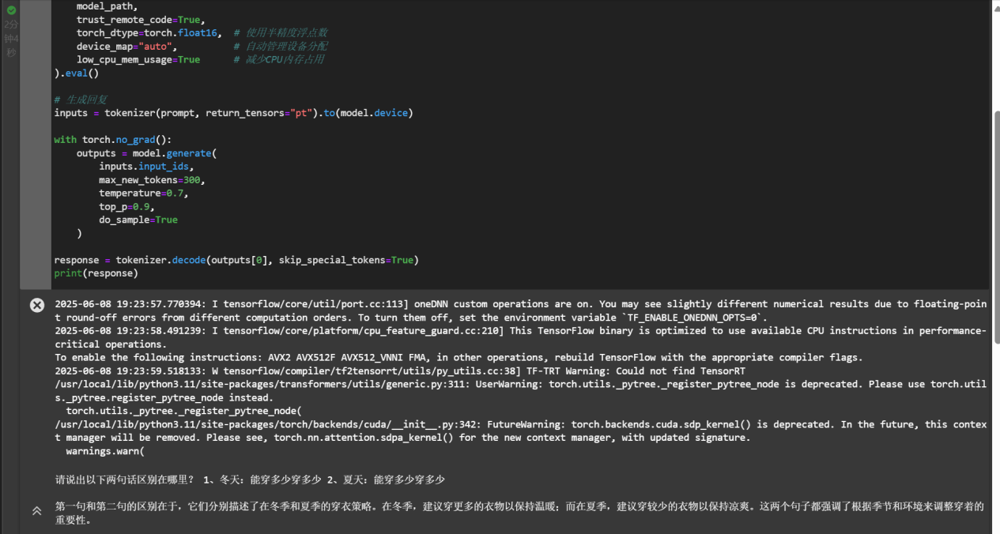 2分
钟4
秒
model_path,
trust_remote_code=True,
torch_dtype=torch.float16,  # 使用半精度浮点数
device_map="auto",          # 自动管理设备分配
low_cpu_mem_usage=True      # 减少CPU内存占用
).eval()
# 生成回复
inputs = tokenizer(prompt, return_tensors="pt").to(model.device)
with torch.no_grad():
outputs = model.generate(
inputs.input_ids,
max_new_tokens=300,
temperature=0.7,
top_p=0.9,
do_sample=True
)
response = tokenizer.decode(outputs[0], skip_special_tokens=True)
print(response)
2025-06-08 19:23:57.770394: I tensorflow/core/util/port.cc:113] oneDNN custom operations are on. You may see slightly different numerical results due to floating-poin
t round-off errors from different computation orders. To turn them off, set the environment variable `TF_ENABLE_ONEDNN_OPTS=0`.
2025-06-08 19:23:58.491239: I tensorflow/core/platform/cpu_feature_guard.cc:210] This TensorFlow binary is optimized to use available CPU instructions in performance-
critical operations.
To enable the following instructions: AVX2 AVX512F AVX512_VNNI FMA, in other operations, rebuild TensorFlow with the appropriate compiler flags.
2025-06-08 19:23:59.518133: W tensorflow/compiler/tf2tensorrt/utils/py_utils.cc:38] TF-TRT Warning: Could not find TensorRT
/usr/local/lib/python3.11/site-packages/transformers/utils/generic.py:311: UserWarning: torch.utils._pytree._register_pytree_node is deprecated. Please use torch.util
s._pytree.register_pytree_node instead.
torch.utils._pytree._register_pytree_node(
/usr/local/lib/python3.11/site-packages/torch/backends/cuda/__init__.py:342: FutureWarning: torch.backends.cuda.sdp_kernel() is deprecated. In the future, this contex
t manager will be removed. Please see, torch.nn.attention.sdpa_kernel() for the new context manager, with updated signature.
warnings.warn(
请说出以下两句话区别在哪里？ 1、冬天：能穿多少穿多少 2、夏天：能穿多少穿多少
第一句和第二句的区别在于，它们分别描述了在冬季和夏季的穿衣策略。在冬季，建议穿更多的衣物以保持温暖；而在夏季，建议穿较少的衣物以保持凉爽。这两个句子都强调了根据季节和环境来调整穿着的
重要性。